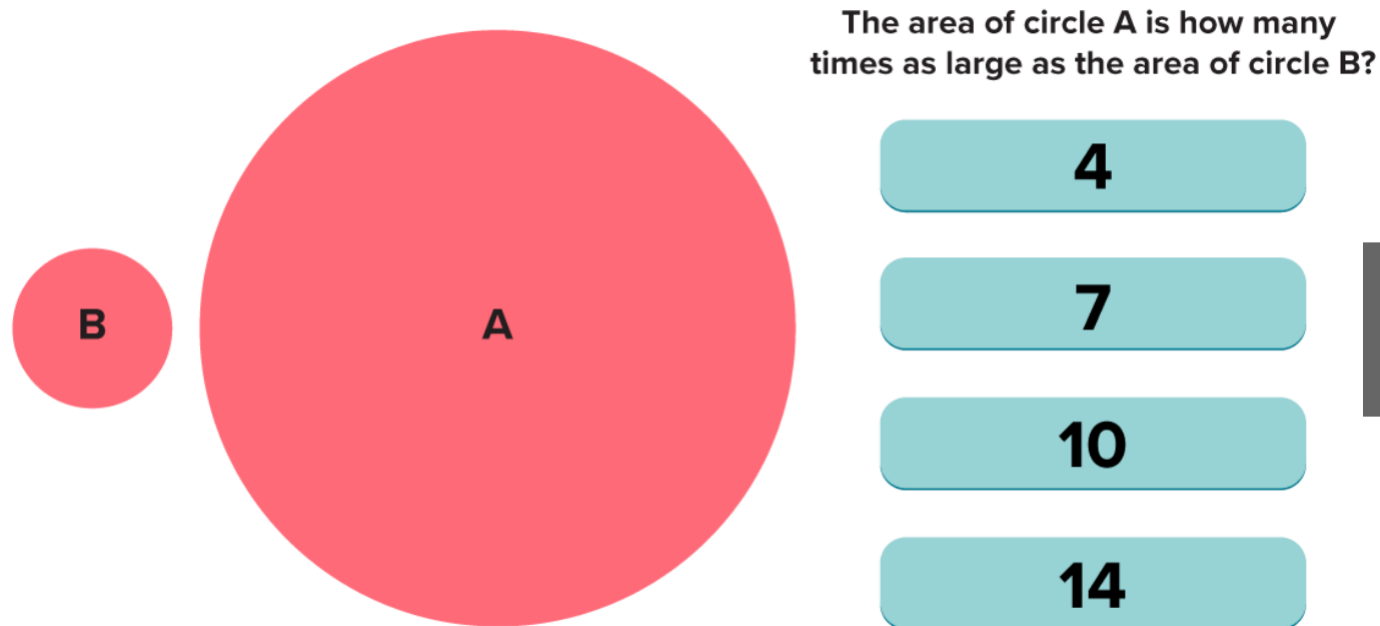 The area of circle A is how many
times as large as the area of circle B?
B
A
4
7
10
14